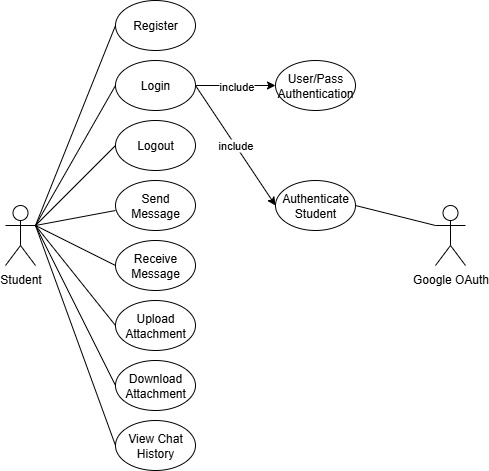 Register
Login
include
User/Pass
Authentication
Logout
include
Send
Message
Authenticate
Student
Student
Receive
Message
Google OAuth
Upload
Attachment
Download
Attachment
View Chat
History